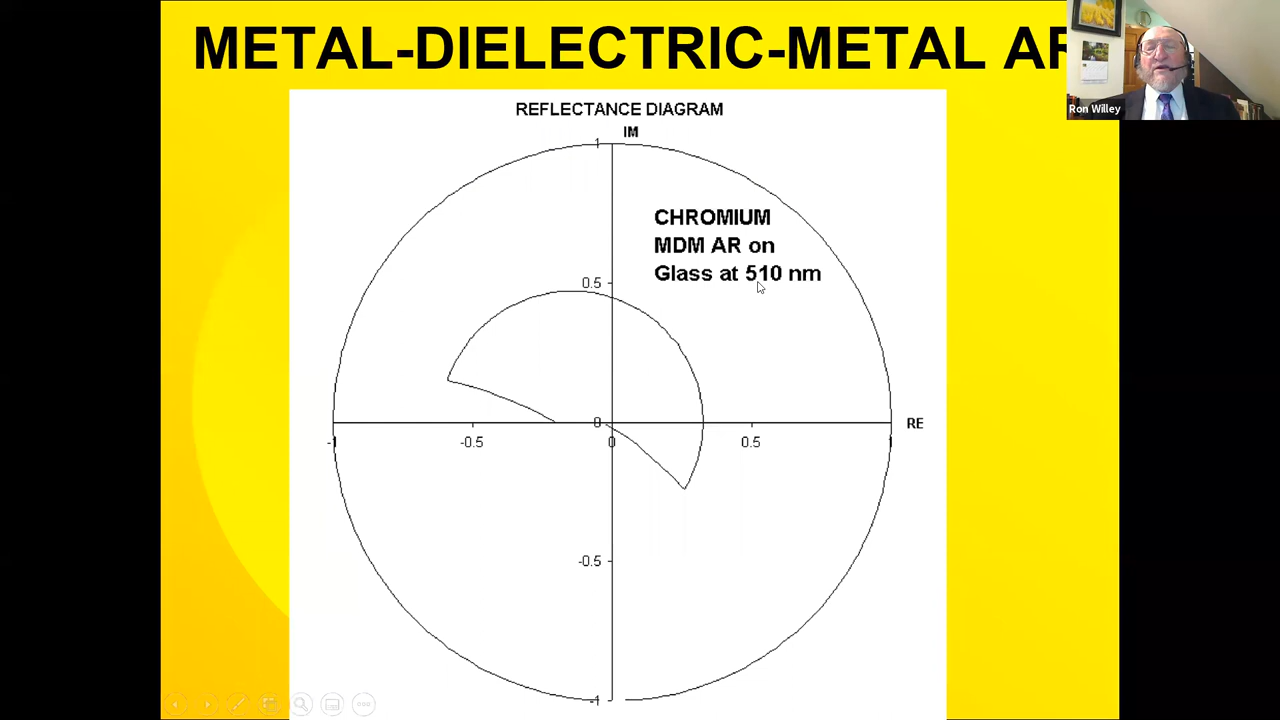 METAL-DIELECTRIC-METAL AR
Ron Willey
REFLECTANCE DIAGRAM
IM
1
CHROMIUM
MDM AR on
Glass at 510 nm
0.5
0
RE
-1
-0.5
0
0.5
1
-0.5
-1